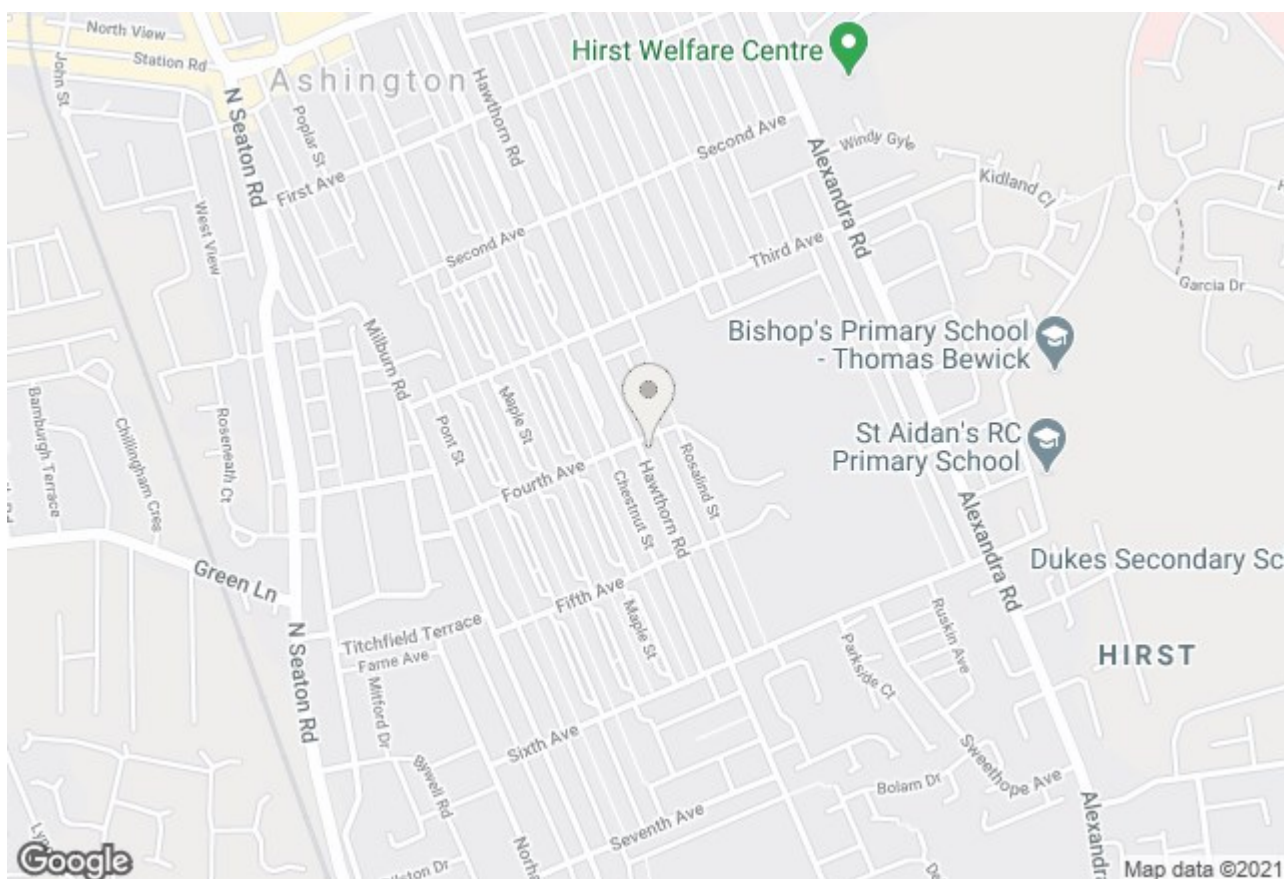 North View
Station Rd
John St
Ashington
N Seaton Rd
Poplar St
Hawthorn Rd
Hirst Welfare Centre
First Ave
Second Ave
Second Ave
Alexandra Rd
Windy Gyle
Kidland Cl
West View
Third Ave
Garcia Dr
Milburn Rd
Bishop's Primary School
- Thomas Bewick
Bamburgh Terrace
Chillingham Cres
Roseneath Ct
Pont St
Maple St
St Aidan's RC
Primary School
Fourth Ave
Chestnut St
Hawthorn Rd
Rosalind St
Alexandra Rd
Green Ln
Fifth Ave
Dukes Secondary Sc
Titchfield Terrace
Farne Ave
Maple St
Ruskin Ave
Parkside Ct
HIRST
N Seaton Rd
Mitford Dr
Sixth Ave
Sweethope Ave
Bywell Rd
Bolam Dr
Alexandra
Seventh Ave
Norha
Google
Map data ©2021